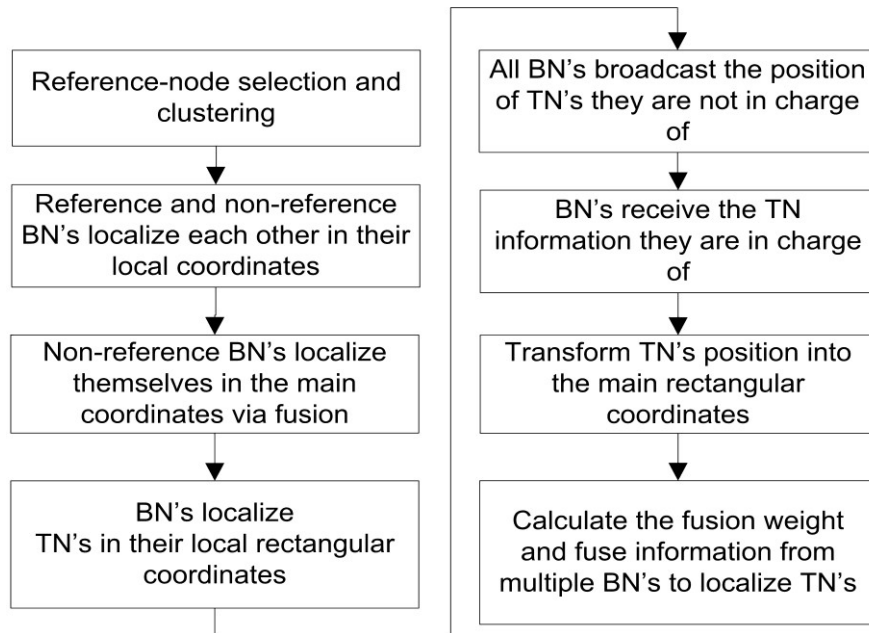 Reference-node selection and
clustering
Reference and non-reference
BN's localize each other in their
local coordinates
Non-reference BN's localize
themselves in the main
coordinates via fusion
BN's localize
TN's in their local rectangular
coordinates
All BN's broadcast the position
of TN's they are not in charge
of
BN's receive the TN
information they are in charge
of
Transform TN's position into
the main rectangular
coordinates
Calculate the fusion weight
and fuse information from
multiple BN's to localize TN's